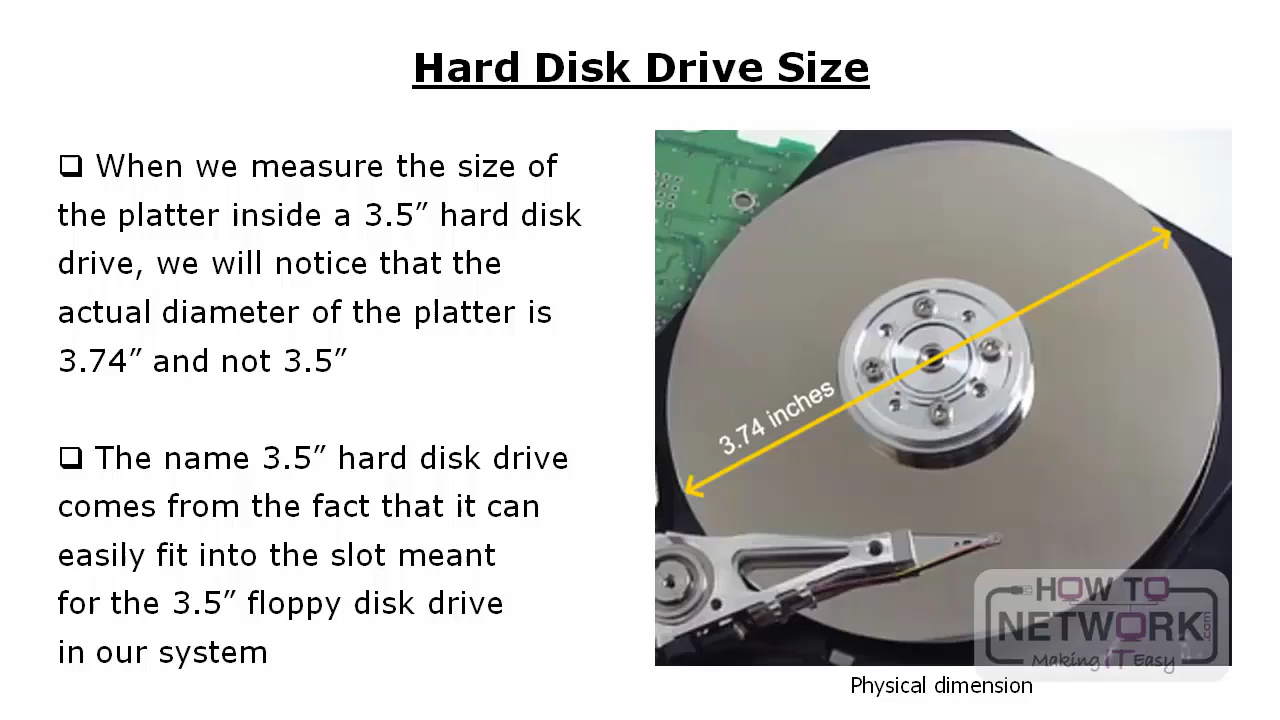 Hard Disk Drive Size
❑ When we measure the size of
the platter inside a 3.5” hard disk
drive, we will notice that the
actual diameter of the platter is
3.74” and not 3.5”
❑ The name 3.5” hard disk drive
comes from the fact that it can
easily fit into the slot meant
for the 3.5” floppy disk drive
in our system
3.74 inches
HOW TO
NETWORK.com
Making iT Easy
Physical dimension